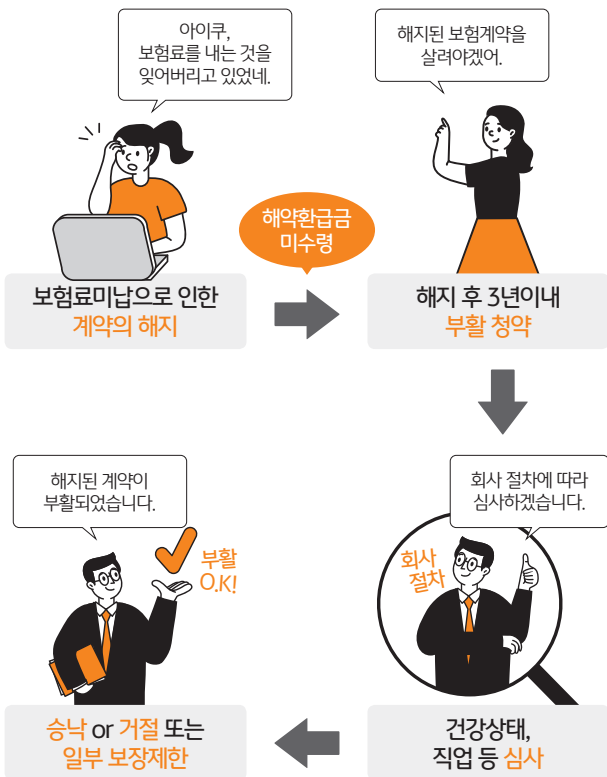 아이쿠,
보험료를 내는 것을
잊어버리고 있었네.
해지된 보험계약을
살려야겠어.
해약환급금
미수령
보험료미납으로 인한
계약의 해지
해지 후 3년이내
부활 청약
회사 절차에 따라
심사하겠습니다.
회사
절차
건강상태,
직업 등 심사
해지된 계약이
부활되었습니다.
부활
O.K!
승낙 or 거절 또는
일부 보장제한